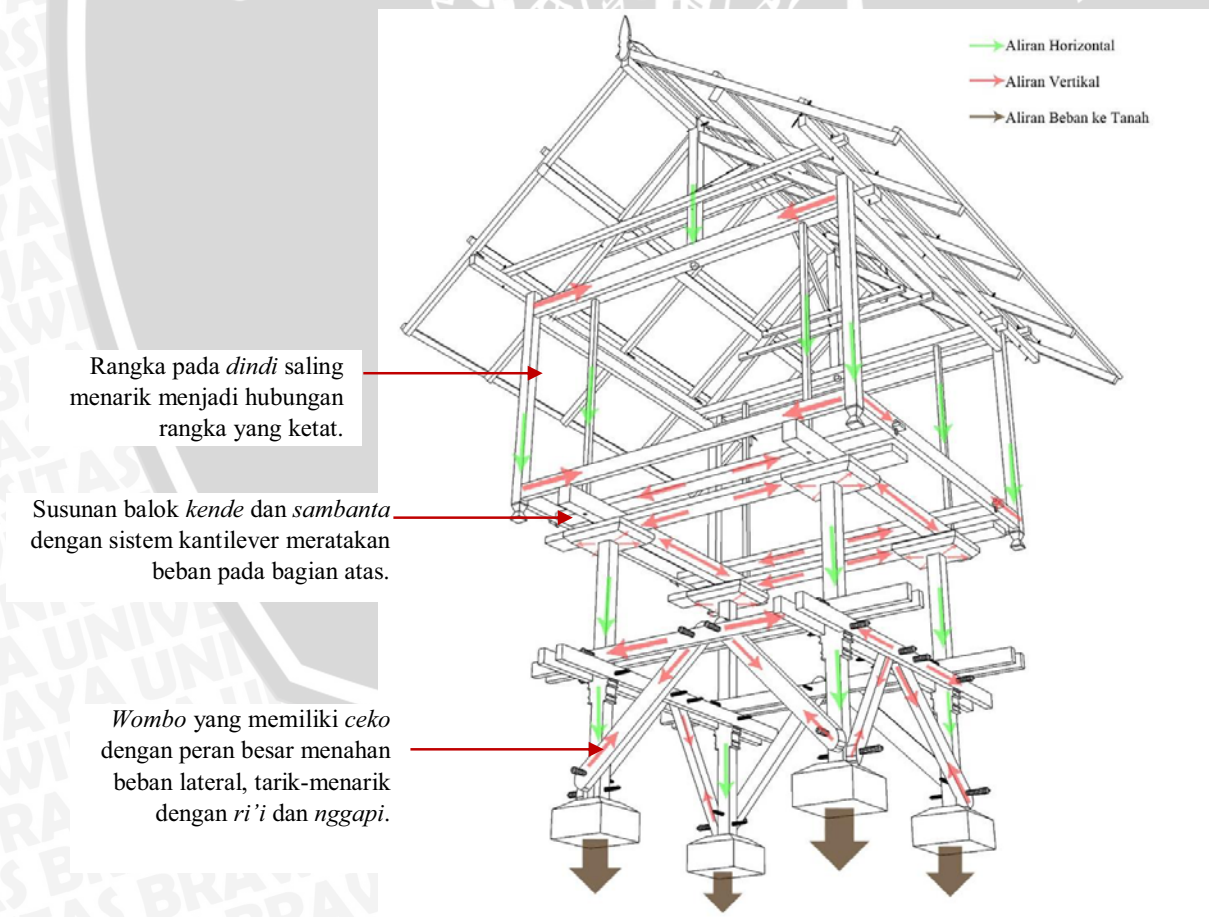 Aliran Horizontal
Aliran Vertikal
Aliran Beban ke Tanah
Rangka pada dindi saling
menarik menjadi hubungan
rangka yang ketat.
Susunan balok kende dan sambanta
dengan sistem kantilever meratakan
beban pada bagian atas.
Wombo yang memiliki ceko
dengan peran besar menahan
beban lateral, tarik-menarik
dengan ri’i dan nggapi.